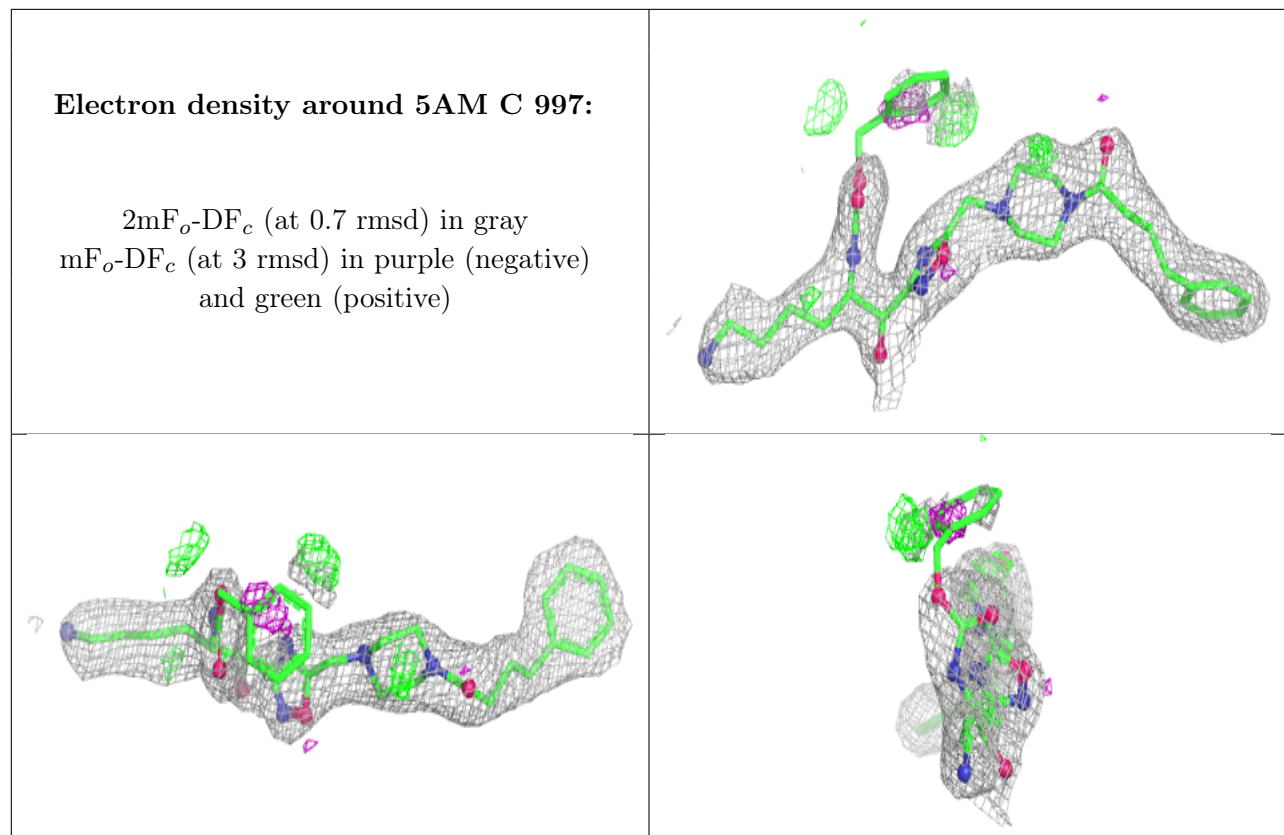 Electron density around 5AM C 997:
2mFo-DFc (at 0.7 rmsd) in gray
mFo-DFc (at 3 rmsd) in purple (negative)
and green (positive)